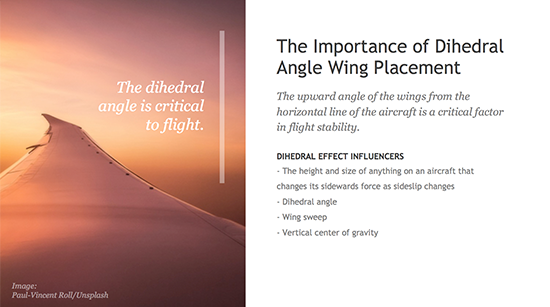 The dihedral
angle is critical
to flight.
Image:
Paul-Vincent Roll/Unsplash
The Importance of Dihedral
Angle Wing Placement
The upward angle of the wings from the
horizontal line of the aircraft is a critical factor
in flight stability.
DIHEDRAL EFFECT INFLUENCERS
- The height and size of anything on an aircraft that
changes its sidewards force as sideslip changes
- Dihedral angle
- Wing sweep
- Vertical center of gravity